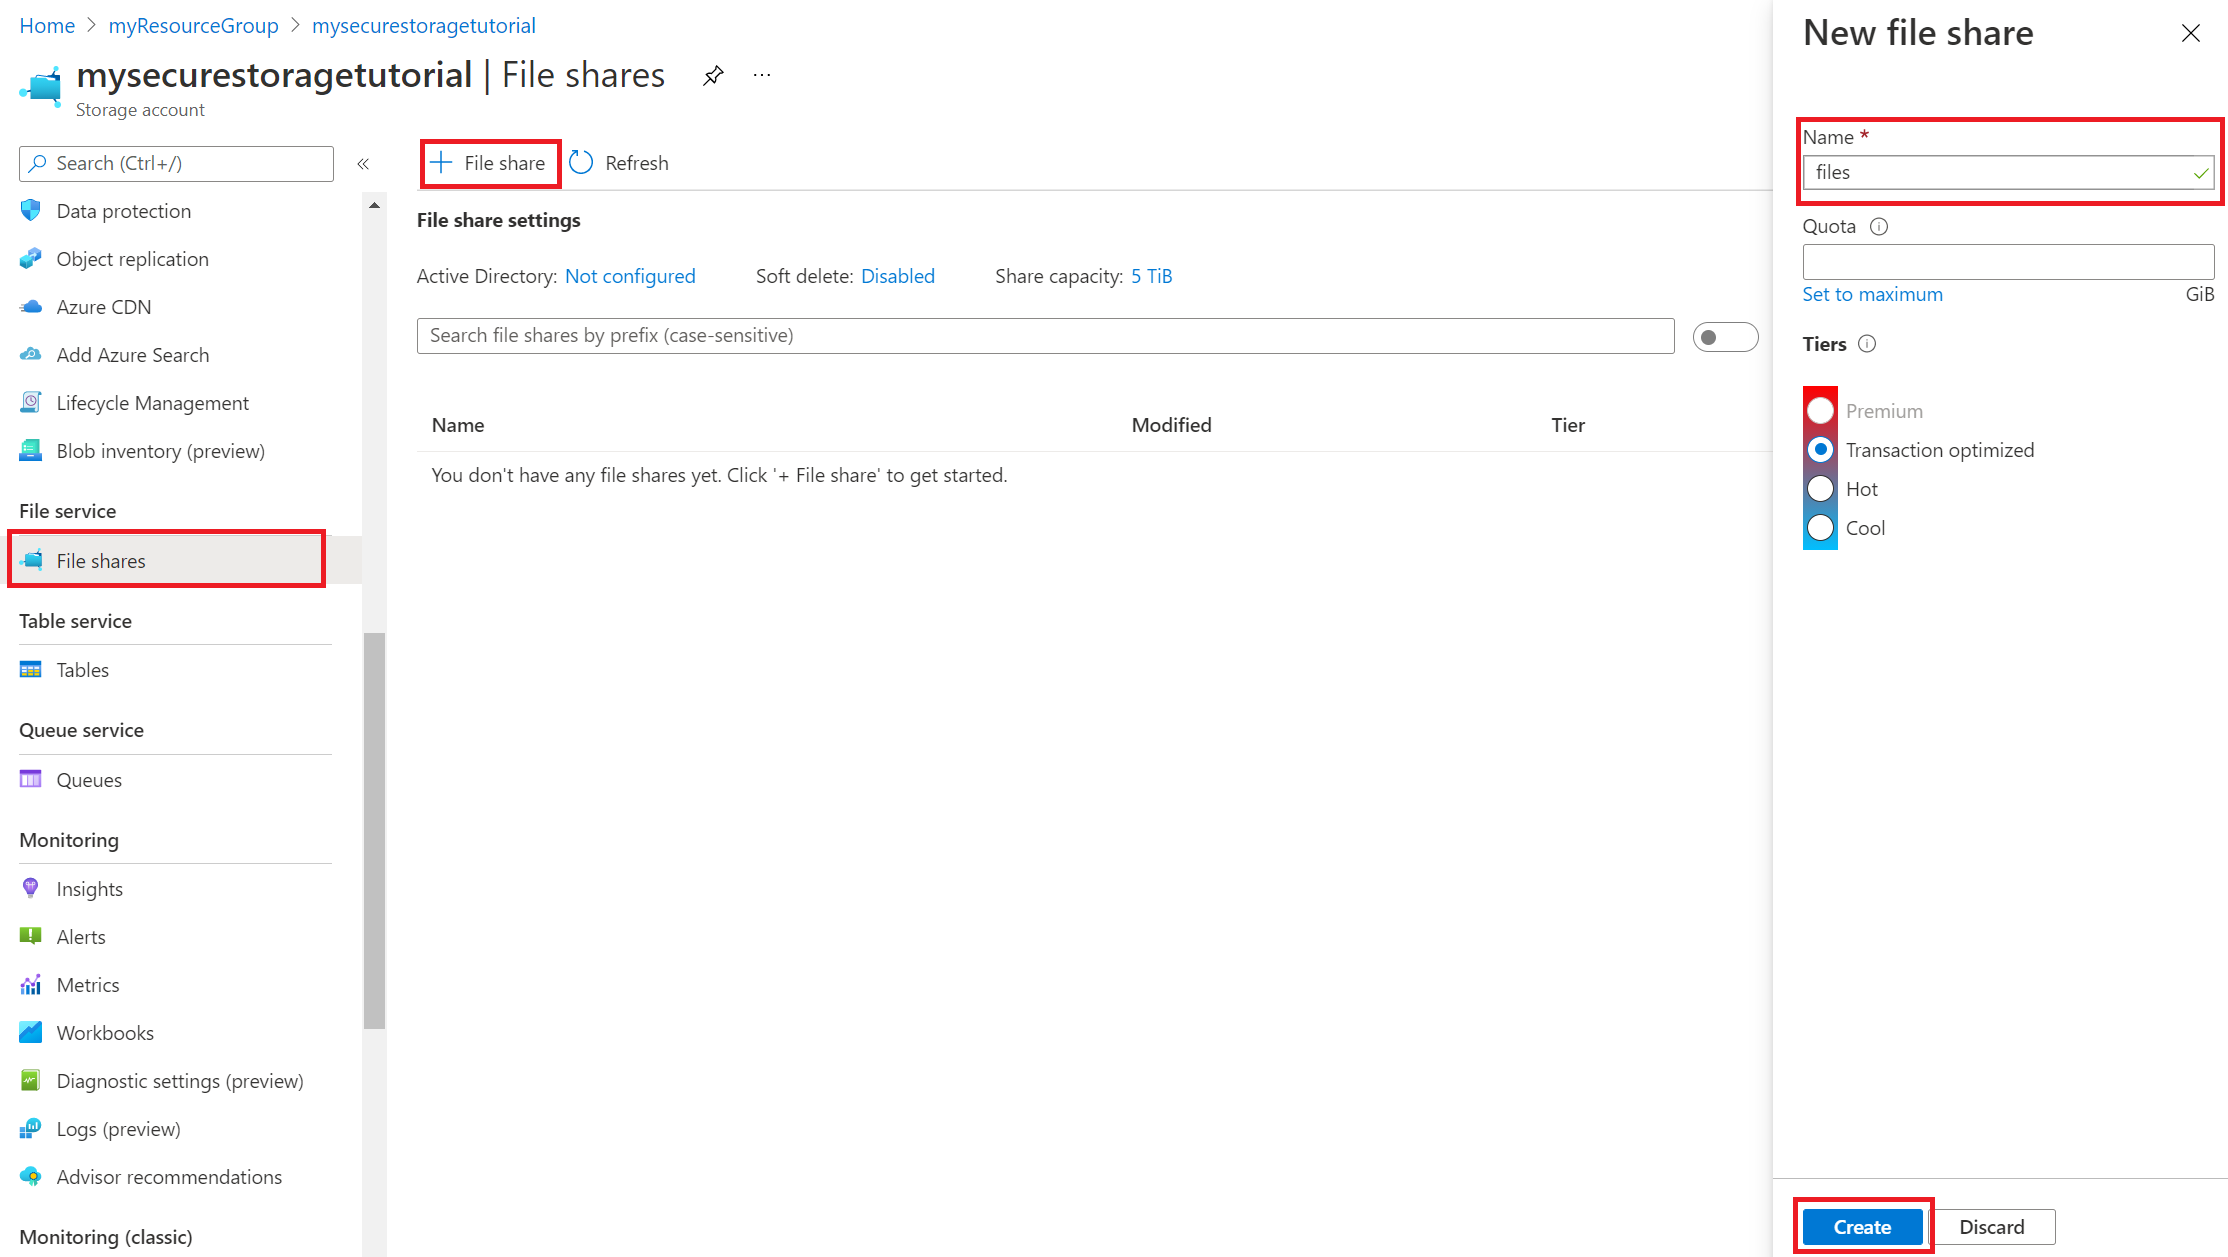 Home > myResourceGroup > mysecurestoragetutorial
mysecurestoragetutorial | File shares
Storage account
Search (Ctrl+/)
Data protection
Object replication
Azure CDN
Add Azure Search
Lifecycle Management
Blob inventory (preview)
File service
File shares
Table service
Tables
Queue service
Queues
Monitoring
Insights
Alerts
Metrics
Workbooks
Diagnostic settings (preview)
Logs (preview)
Advisor recommendations
Monitoring (classic)
File share Refresh
File share settings
Active Directory: Not configured Soft delete: Disabled Share capacity: 5 TiB
Search file shares by prefix (case-sensitive)
Name Modified Tier
You don't have any file shares yet. Click '+ File share' to get started.
New file share
Name *
files
Quota
Set to maximum GiB
Tiers
Premium
Transaction optimized
Hot
Cool
Create Discard